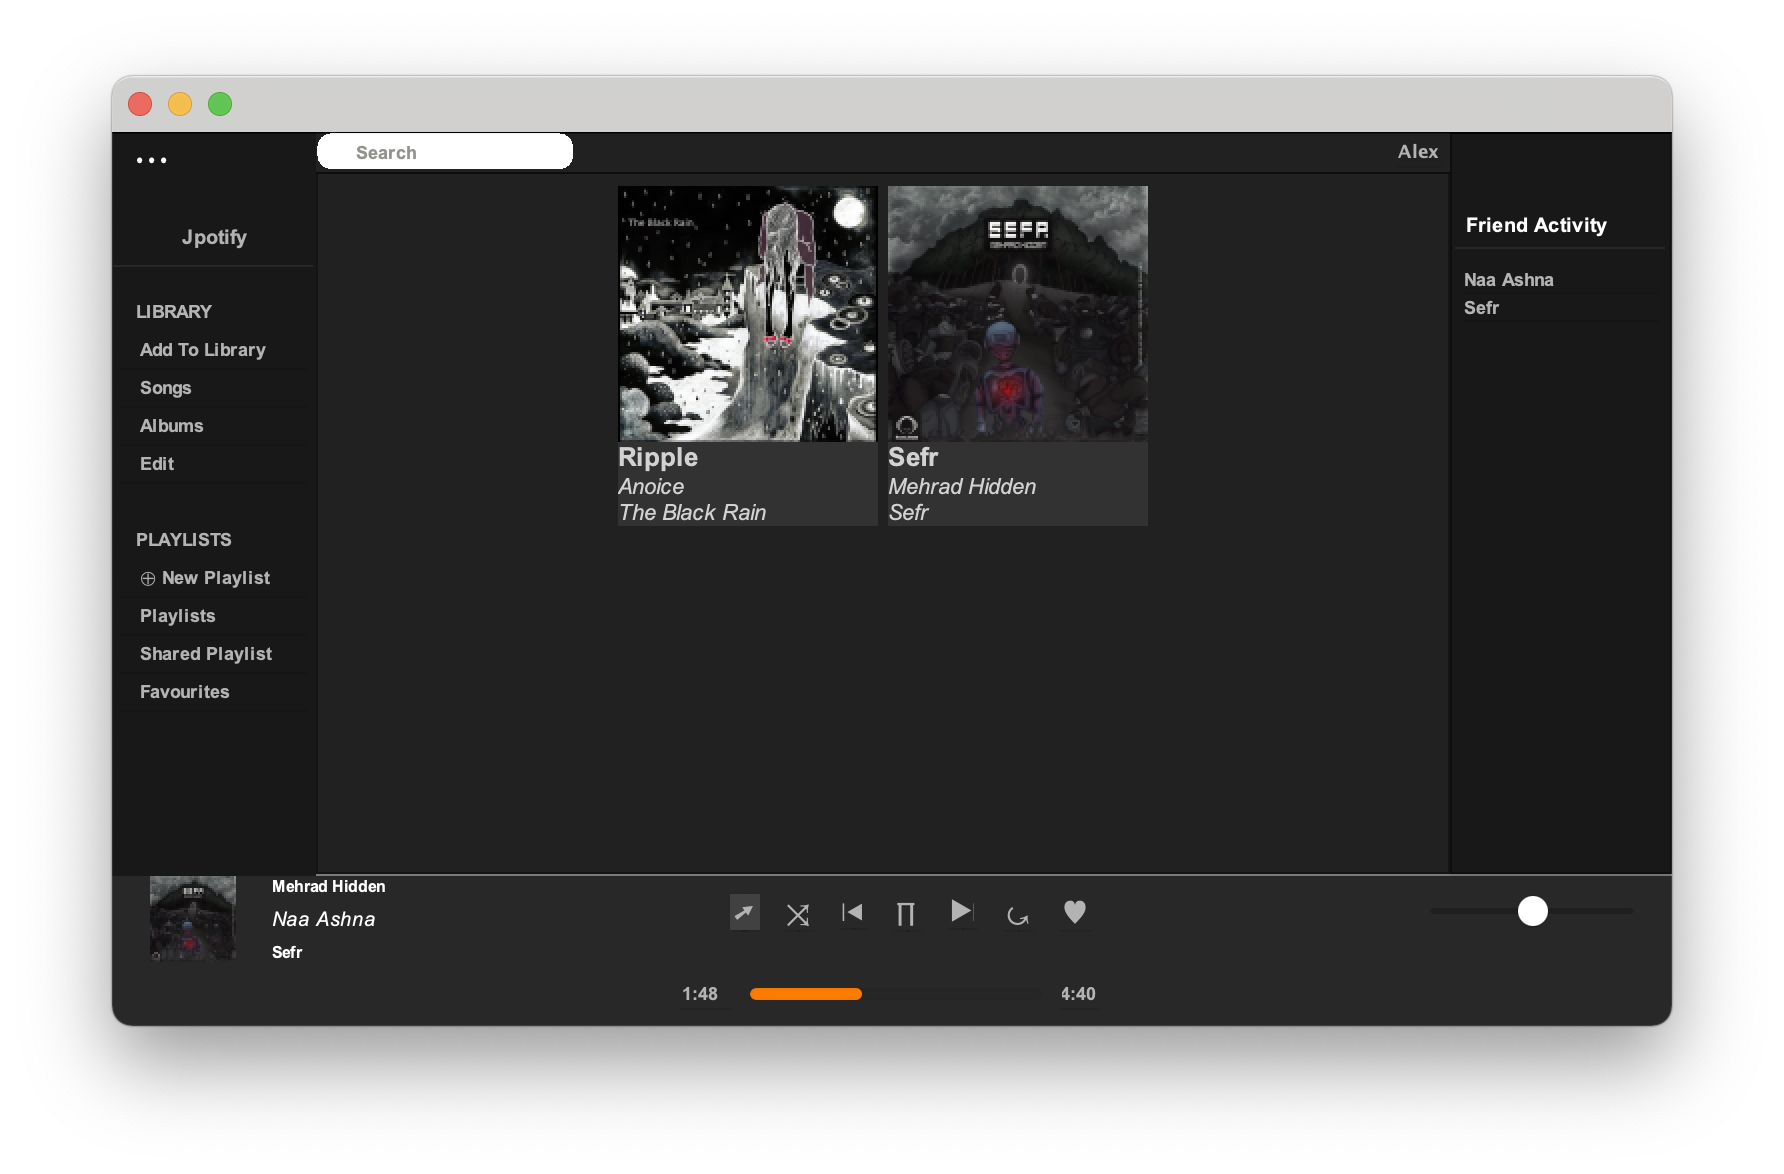 Search
Alex
Jpotify
LIBRARY
Add To Library
Songs
Albums
Edit
PLAYLISTS
⊕ New Playlist
Playlists
Shared Playlist
Favourites
The Black Rain
SEFR
Ripple
Anoice
The Black Rain
Sefr
Mehrad Hidden
Sefr
Friend Activity
Naa Ashna
Sefr
Mehrad Hidden
Naa Ashna
Sefr
1:48
4:40